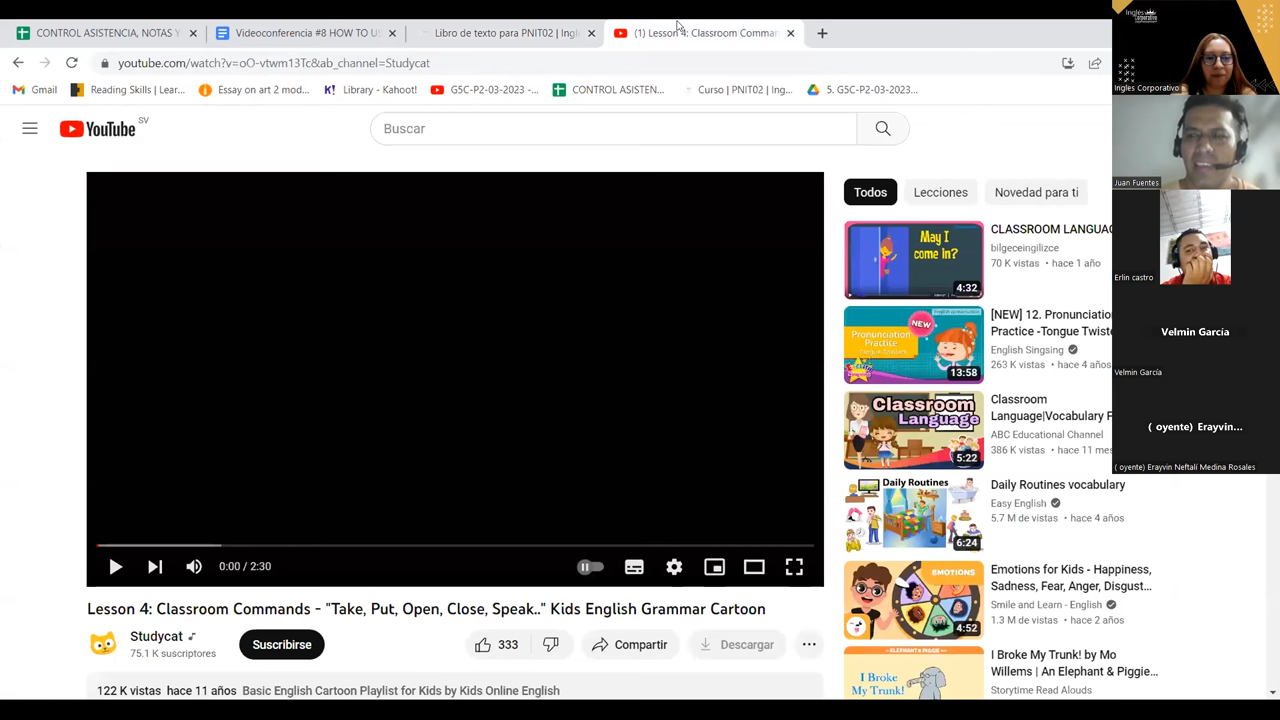 CONTROL ASISTENCIA, NOTAS Y
Videoconferencia #8 HOW TO U
Libro de texto para PNIT02 | Ingl
(1) Lesson 4: Classroom Comman
youtube.com/watch?v=oO-vtwm13Tc&ab_channel=Studycat
Gmail
Reading Skills | Lear...
Essay on art 2 mod...
Library - Kahoot!
G5C-P2-03-2023 -...
CONTROL ASISTEN...
Curso | PNIT02 | Ing...
5. G5C-P2-03-2023...
YouTube SV
Buscar
Todos
Lecciones
Novedad para ti
May I
come in?
4:32
CLASSROOM LANGUAG
bilgeceingilizce
70 K vistas • hace 1 año
NEW
Pronunciation
Practice
13:58
[NEW] 12. Pronunciation
Practice -Tongue Twiste
English Singsing
263 K vistas • hace 4 años
Classroom
Language
5:22
Classroom
Language|Vocabulary F
ABC Educational Channel
386 K vistas • hace 11 mes
Daily Routines
6:24
Daily Routines vocabulary
Easy English
5.7 M de vistas • hace 4 años
EMOTIONS
4:52
Emotions for Kids - Happiness,
Sadness, Fear, Anger, Disgust...
Smile and Learn - English
1.3 M de vistas • hace 2 años
ELEPHANT & PIGGIE
I Broke
My Trunk!
I Broke My Trunk! by Mo
Willems | An Elephant & Piggie...
Storytime Read Alouds
0:00 / 2:30
Lesson 4: Classroom Commands - "Take, Put, Open, Close, Speak.." Kids English Grammar Cartoon
Studycat
75.1 K suscriptores
Suscribirse
333
Compartir
Descargar
122 K vistas hace 11 años Basic English Cartoon Playlist for Kids by Kids Online English
Inglés
Corporativo
Ingles Corporativo
Juan Fuentes
Erlin castro
Velmin García
Velmin García
( oyente) Erayvin...
( oyente) Erayvin Neftalí Medina Rosales